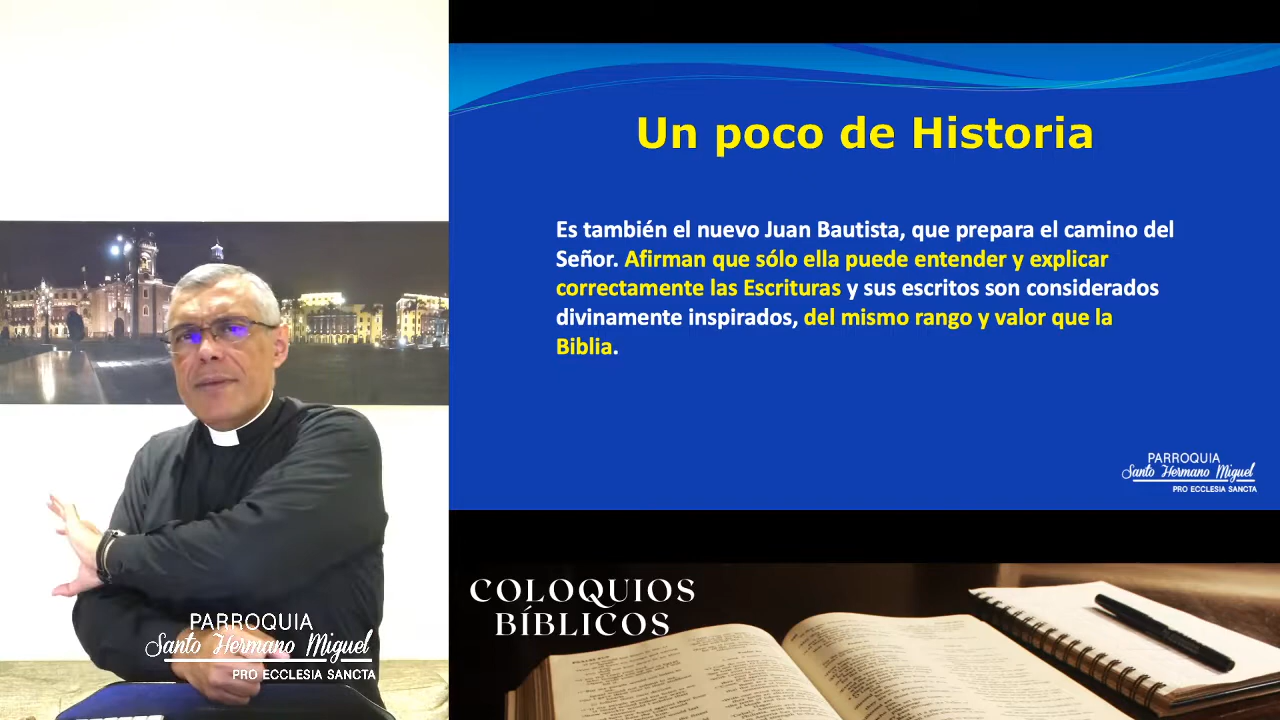 Un poco de Historia
Es también el nuevo Juan Bautista, que prepara el camino del
Señor. Afirman que sólo ella puede entender y explicar
correctamente las Escrituras y sus escritos son considerados
divinamente inspirados, del mismo rango y valor que la
Biblia.
PARROQUIA
Santo Hermano Miguel
PRO ECCLESIA SANCTA
COLOQUIOS
BÍBLICOS
PARROQUIA
Santo Hermano Miguel
PRO ECCLESIA SANCTA